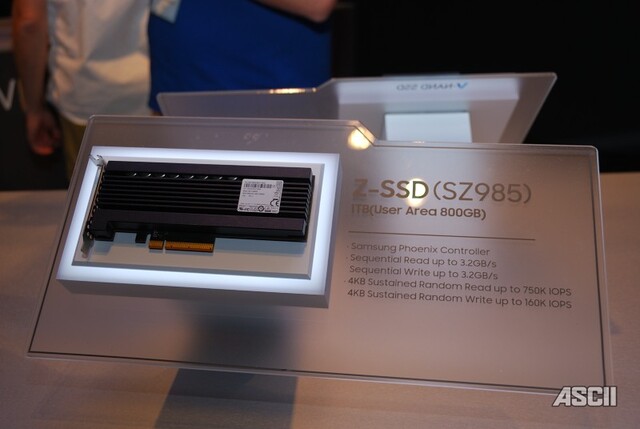 Z-SSD (SZ985)
1TB(User Area 800GB)
· Samsung Phoenix Controller
· Sequential Read up to 3.2GB/s
Sequential Write up to 3.2GB/s
· 4KB Sustained Random Read up to 750K IOPS
4KB Sustained Random Write up to 160K IOPS
ASCII